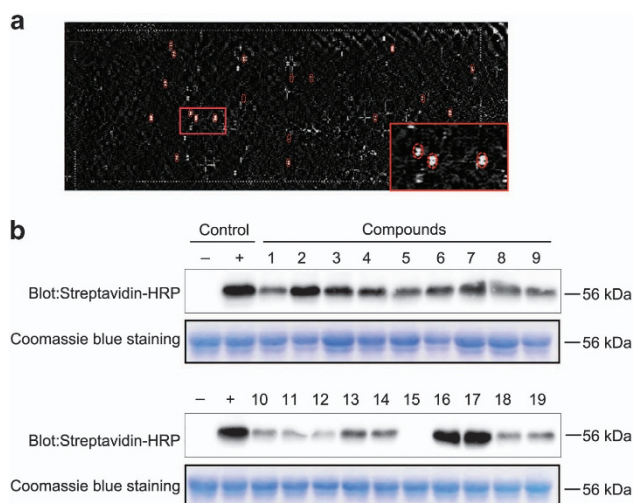 a
b
Control Compounds
– + 1 2 3 4 5 6 7 8 9
Blot:Streptavidin-HRP 56 kDa
Coomassie blue staining 56 kDa
– + 10 11 12 13 14 15 16 17 18 19
Blot:Streptavidin-HRP 56 kDa
Coomassie blue staining 56 kDa